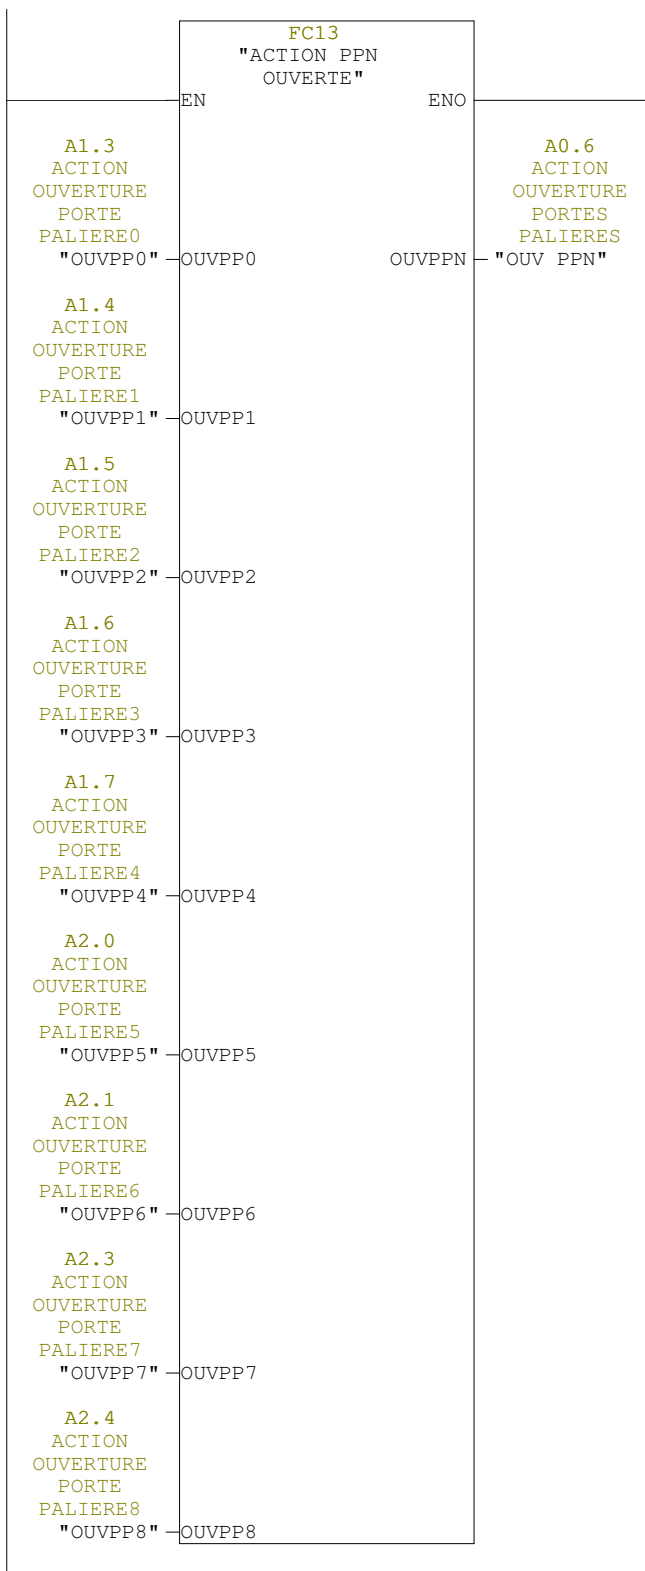 FC13
"ACTION PPN
OUVERTE"
EN
ENO
A1.3
ACTION
OUVERTURE
PORTE
PALIERE0
"OUVPP0"
OUVPP0
A0.6
ACTION
OUVERTURE
PORTES
PALIERES
OUVPPN
"OUV PPN"
A1.4
ACTION
OUVERTURE
PORTE
PALIERE1
"OUVPP1"
OUVPP1
A1.5
ACTION
OUVERTURE
PORTE
PALIERE2
"OUVPP2"
OUVPP2
A1.6
ACTION
OUVERTURE
PORTE
PALIERE3
"OUVPP3"
OUVPP3
A1.7
ACTION
OUVERTURE
PORTE
PALIERE4
"OUVPP4"
OUVPP4
A2.0
ACTION
OUVERTURE
PORTE
PALIERE5
"OUVPP5"
OUVPP5
A2.1
ACTION
OUVERTURE
PORTE
PALIERE6
"OUVPP6"
OUVPP6
A2.3
ACTION
OUVERTURE
PORTE
PALIERE7
"OUVPP7"
OUVPP7
A2.4
ACTION
OUVERTURE
PORTE
PALIERE8
"OUVPP8"
OUVPP8